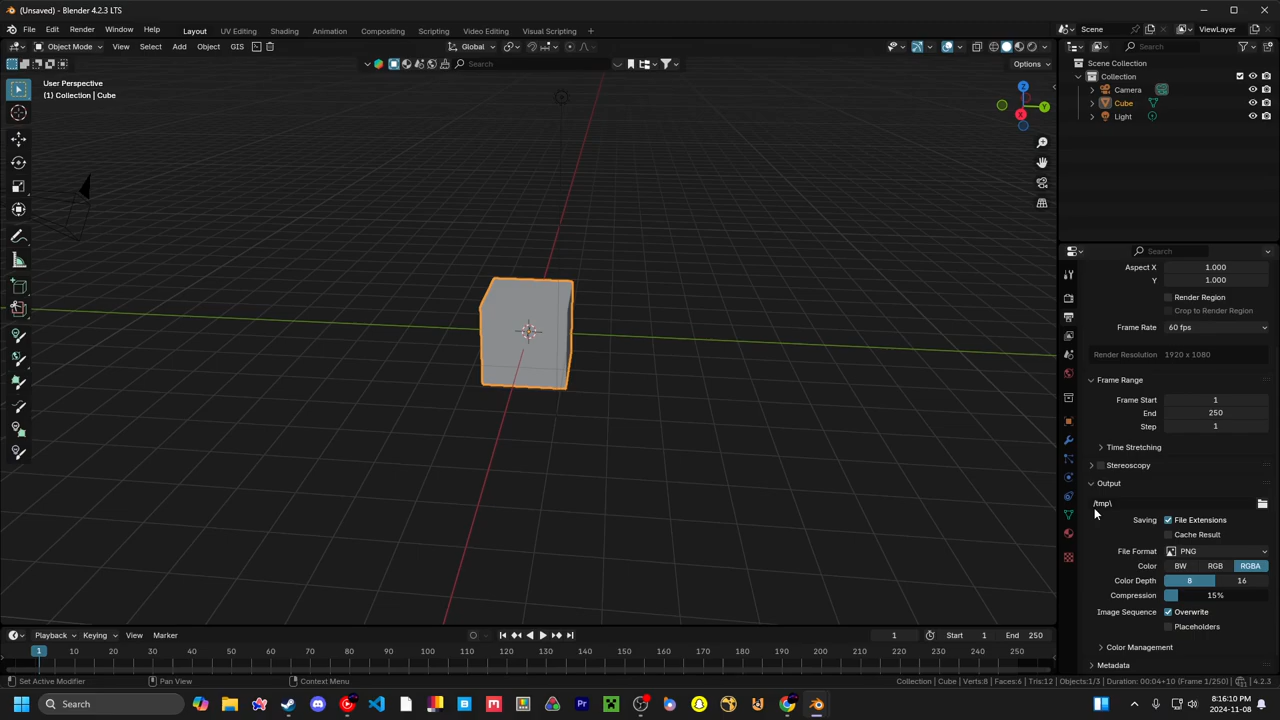 (Unsaved) - Blender 4.2.3 LTS
File Edit Render Window Help Layout UV Editing Shading Animation Compositing Scripting Video Editing Visual Scripting Scene ViewLayer
Object Mode View Select Add Object GIS Global Search
Search Options
User Perspective
(1) Collection | Cube
Z
Y
X
Scene Collection
Collection
Camera
Cube
Light
Search
Aspect X 1.000
Y 1.000
Render Region
Crop to Render Region
Frame Rate 60 fps
Render Resolution 1920 x 1080
Frame Range
Frame Start 1
End 250
Step 1
Time Stretching
Stereoscopy
Output
/tmp\
Saving File Extensions
Cache Result
File Format PNG
Color BW RGB RGBA
Color Depth 8 16
Compression 15%
Image Sequence Overwrite
Placeholders
Color Management
Metadata
Playback Keying View Marker 1 Start 1 End 250
1 10 20 30 40 50 60 70 80 90 100 110 120 130 140 150 160 170 180 190 200 210 220 230 240 250
Set Active Modifier Pan View Context Menu Collection | Cube | Verts:8 | Faces:6 | Tris:12 | Objects:1/3 | Duration: 00:04+10 (Frame 1/250) 4.2.3
Search 8:16:10 PM
2024-11-08